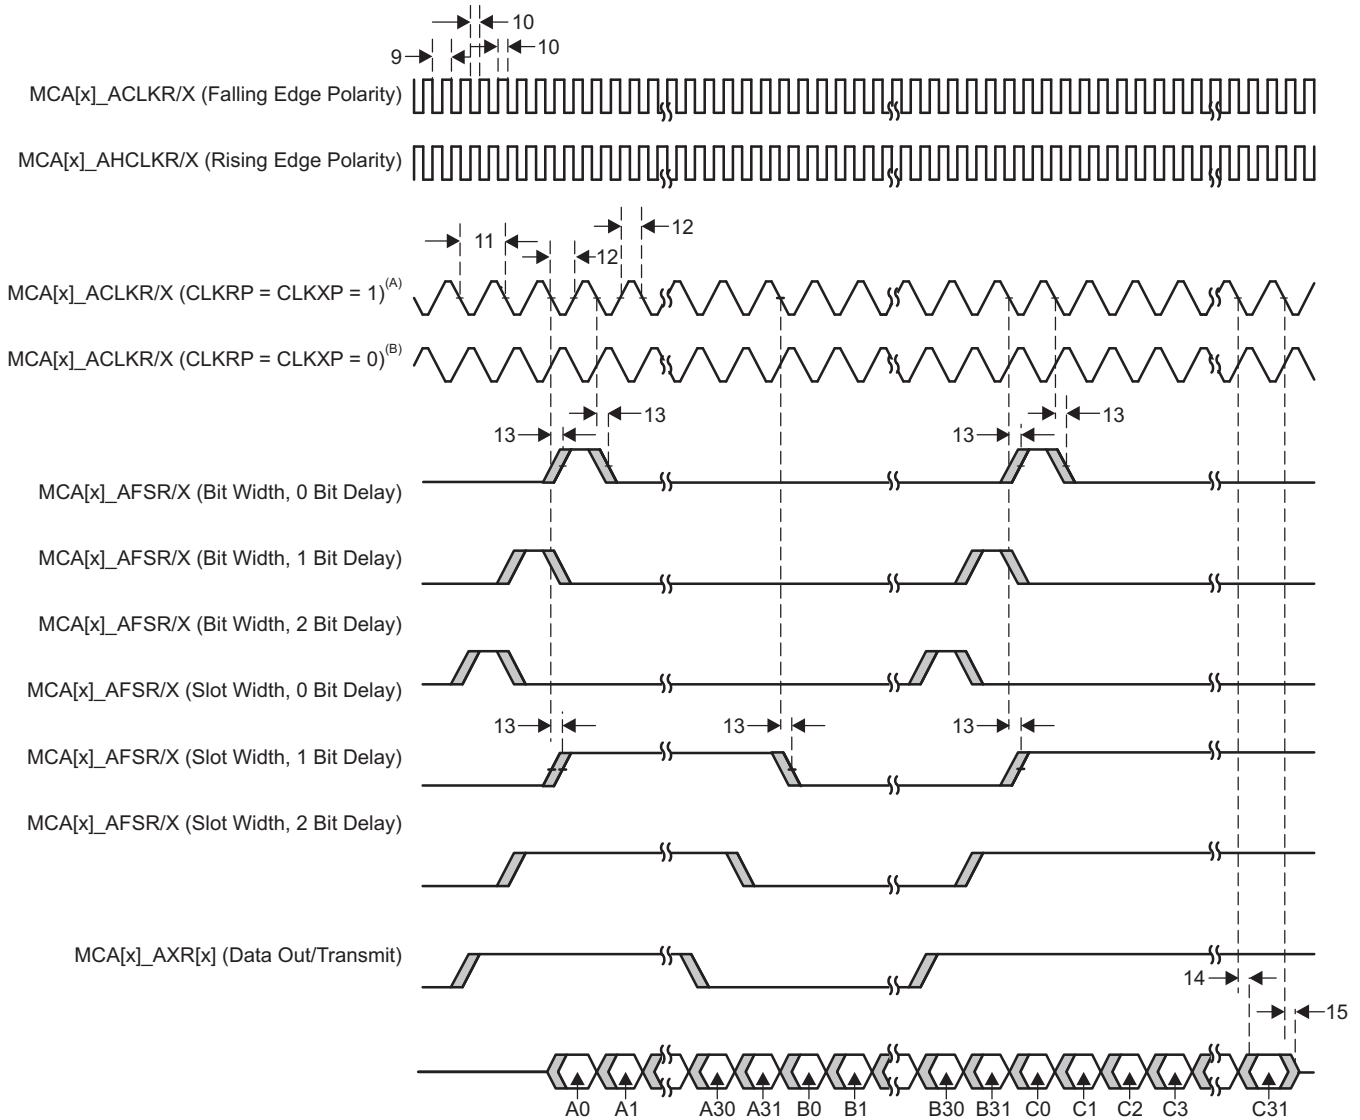 10
9
10
MCA[x]_ACLKR/X (Falling Edge Polarity)
MCA[x]_AHCLKR/X (Rising Edge Polarity)
12
11
12
MCA[x]_ACLKR/X (CLKRP = CLKXP = 1)(A)
MCA[x]_ACLKR/X (CLKRP = CLKXP = 0)(B)
13
13
13
13
MCA[x]_AFSR/X (Bit Width, 0 Bit Delay)
MCA[x]_AFSR/X (Bit Width, 1 Bit Delay)
MCA[x]_AFSR/X (Bit Width, 2 Bit Delay)
MCA[x]_AFSR/X (Slot Width, 0 Bit Delay)
13
13
13
MCA[x]_AFSR/X (Slot Width, 1 Bit Delay)
MCA[x]_AFSR/X (Slot Width, 2 Bit Delay)
MCA[x]_AXR[x] (Data Out/Transmit)
14
15
A0 A1 A30 A31 B0 B1 B30 B31 C0 C1 C2 C3 C31